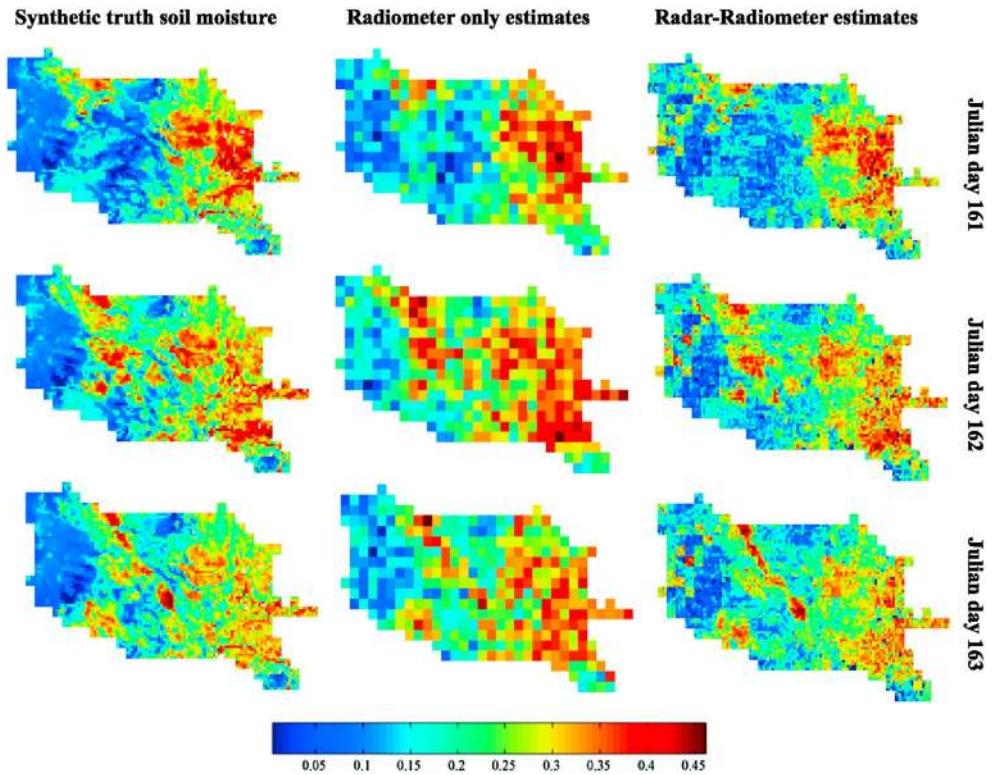 Synthetic truth soil moisture
Radiometer only estimates
Radar-Radiometer estimates
Julian day 161
Julian day 162
Julian day 163
0.05 0.1 0.15 0.2 0.25 0.3 0.35 0.4 0.45